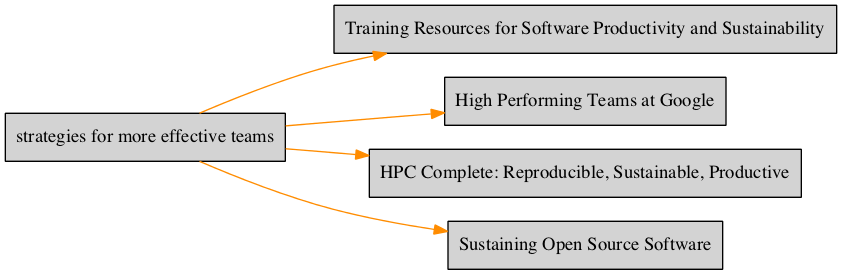 Training Resources for Software Productivity and Sustainability
High Performing Teams at Google
strategies for more effective teams
HPC Complete: Reproducible, Sustainable, Productive
Sustaining Open Source Software